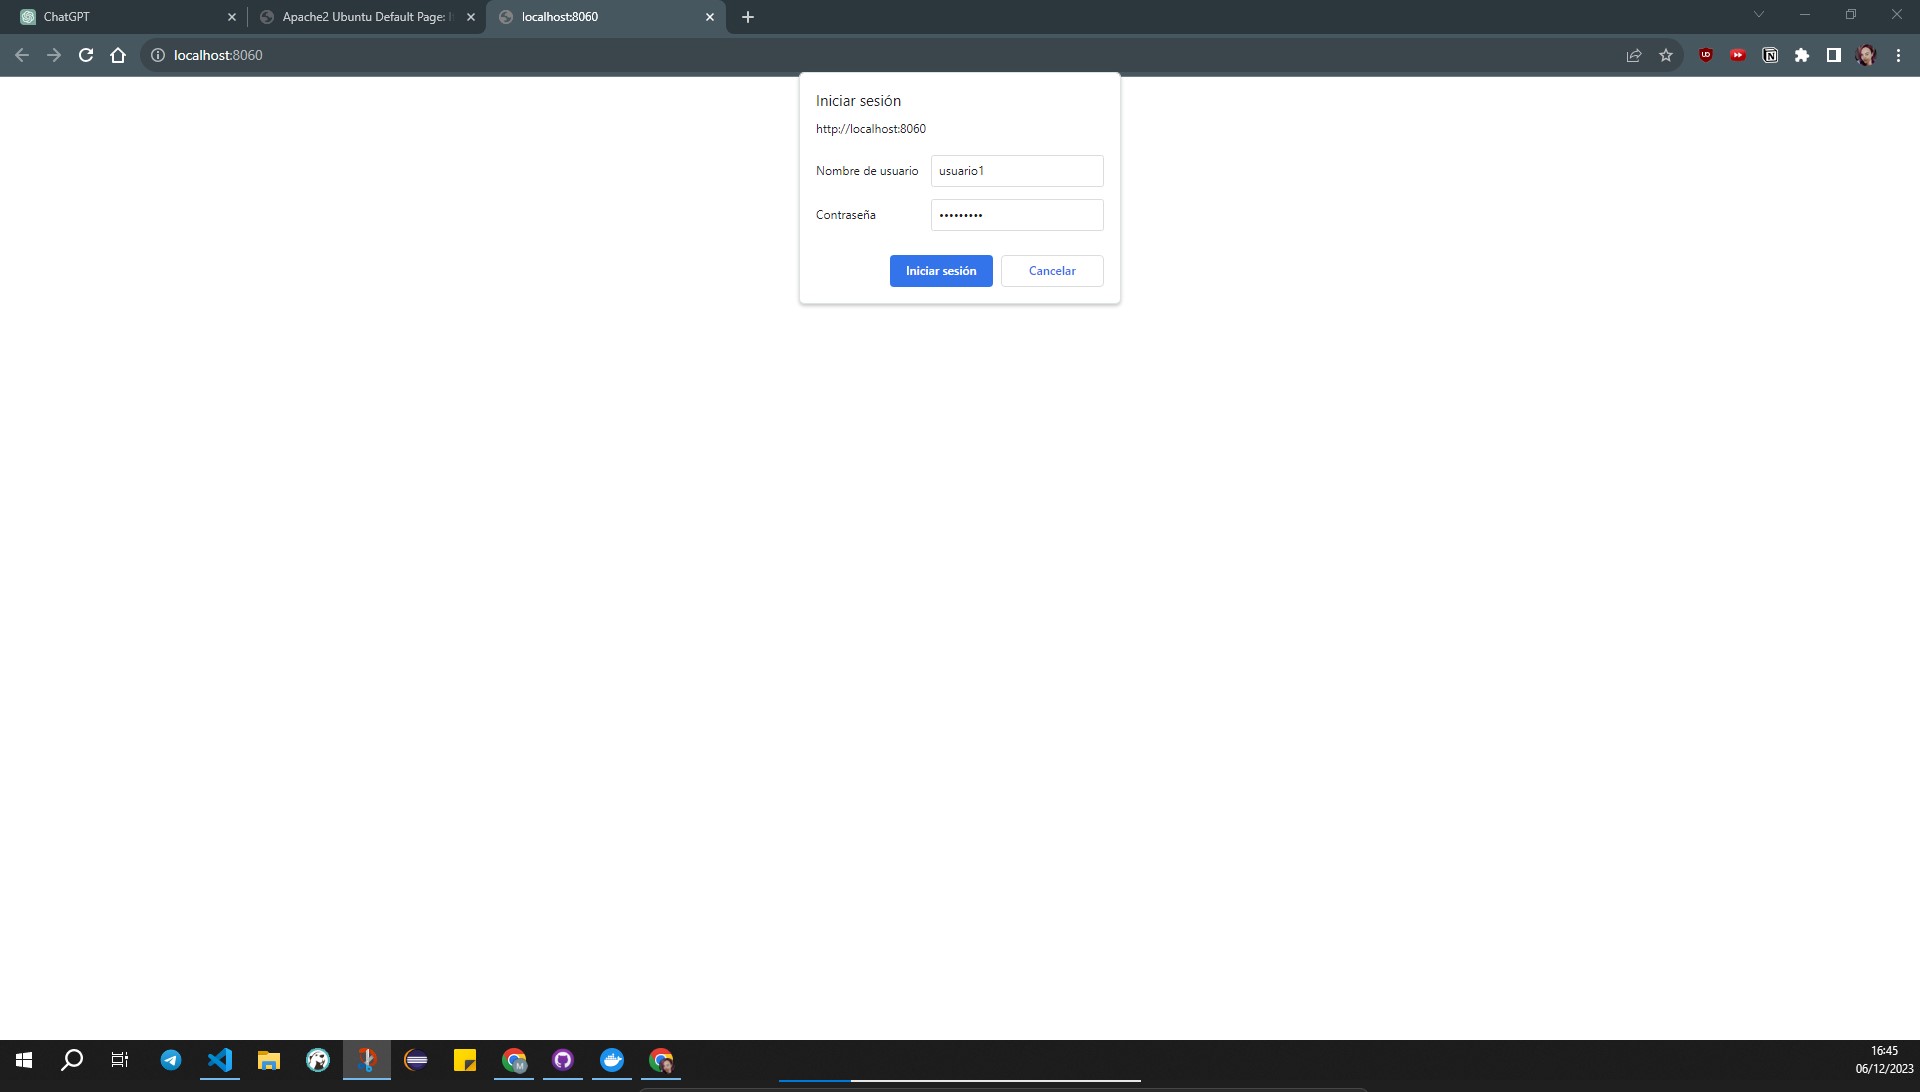 ChatGPT
Apache2 Ubuntu Default Page:
localhost:8060
localhost:8060
Iniciar sesión
http://localhost:8060
Nombre de usuario
usuario1
Contraseña
•••••••••
Iniciar sesión
Cancelar
16:45
06/12/2023